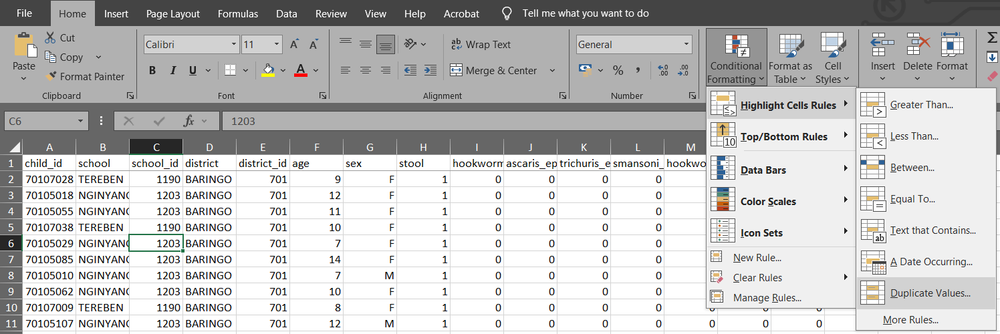 File Home Insert Page Layout Formulas Data Review View Help Acrobat Tell me what you want to do
Paste
Cut
Copy
Format Painter
Clipboard
Calibri 11
B I U A
Font
ab Wrap Text
Merge & Center
Alignment
General
% , .00 .0
Number
Conditional Formatting
Format as Table
Cell Styles
Insert Delete Format
C6 fx 1203
Highlight Cells Rules
Top/Bottom Rules
Data Bars
Color Scales
Icon Sets
New Rule...
Clear Rules
Manage Rules...
Greater Than...
Less Than...
Between...
Equal To...
Text that Contains...
A Date Occurring...
Duplicate Values...
More Rules...
A B C D E F G H I J K L M
1 child_id school school_id district district_id age sex stool hookworm ascaris_ep trichuris_e smansoni_ hookwo
2 70107028 TEREBEN 1190 BARINGO 701 9 F 1 0 0 0 0
3 70105018 NGINYANG 1203 BARINGO 701 12 F 1 0 0 0 0
4 70105055 NGINYANG 1203 BARINGO 701 11 F 1 0 0 0 0
5 70107038 TEREBEN 1190 BARINGO 701 10 F 1 0 0 0 0
6 70105029 NGINYANG 1203 BARINGO 701 7 F 1 0 0 0 0
7 70105085 NGINYANG 1203 BARINGO 701 14 F 1 0 0 0 0
8 70105010 NGINYANG 1203 BARINGO 701 7 M 1 0 0 0 0
9 70105062 NGINYANG 1203 BARINGO 701 10 F 1 0 0 0 0
10 70107009 TEREBEN 1190 BARINGO 701 8 F 1 0 0 0 0 0 0 0
11 70105107 NGINYANG 1203 BARINGO 701 12 M 1 0 0 0 0 0 0 0